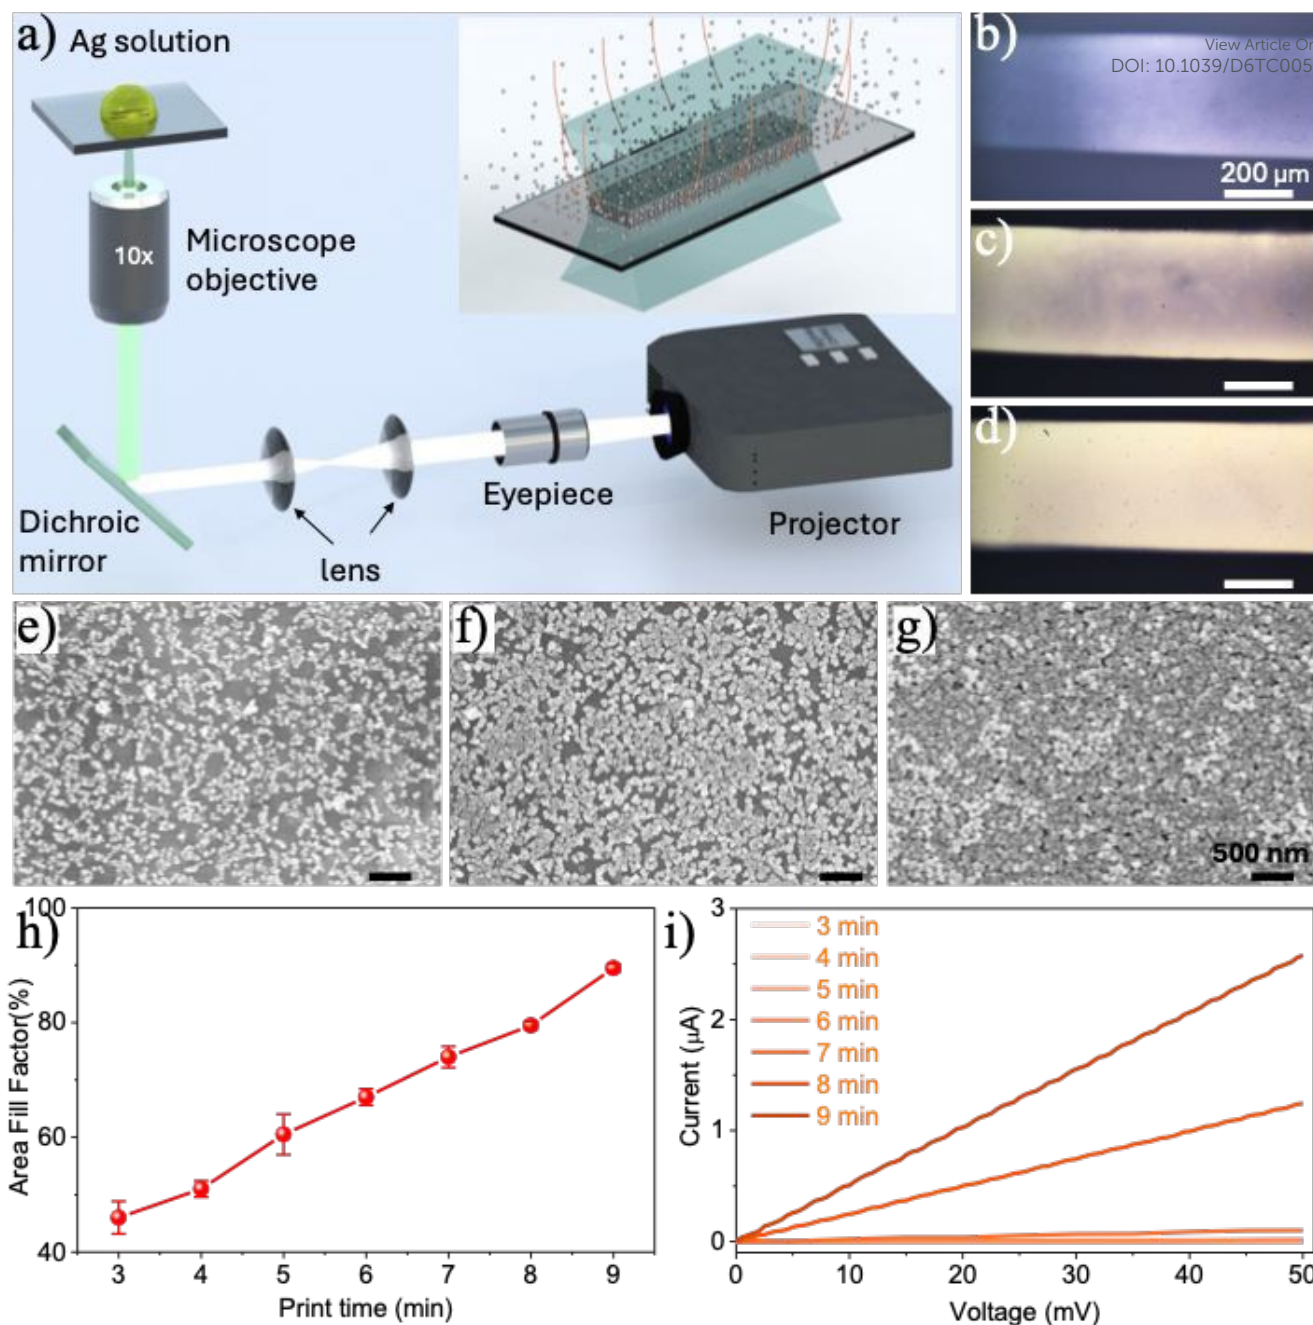 a) Ag solution
10x
Microscope
objective
Dichroic
mirror
lens
Eyepiece
Projector
b)
View Article On
DOI: 10.1039/D6TC005
200 µm
c)
d)
e)
f)
g)
500 nm
h)
100
80
60
40
Area Fill Factor(%)
3 4 5 6 7 8 9
Print time (min)
i)
3 min
4 min
5 min
6 min
7 min
8 min
9 min
3
2
1
0
Current (µA)
0 10 20 30 40 50
Voltage (mV)